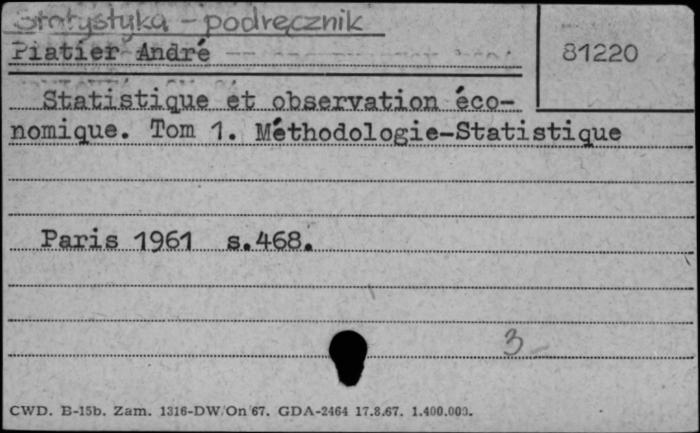 Statystyka - podręcznik
Piatier André
81220
Statistique et observation éco-
nomique. Tom 1. Méthodologie-Statistique
Paris 1961 s.468.
3
CWD. B-15b. Zam. 1316-DW/On/67. GDA-2464 17.8.67. 1.400.000.